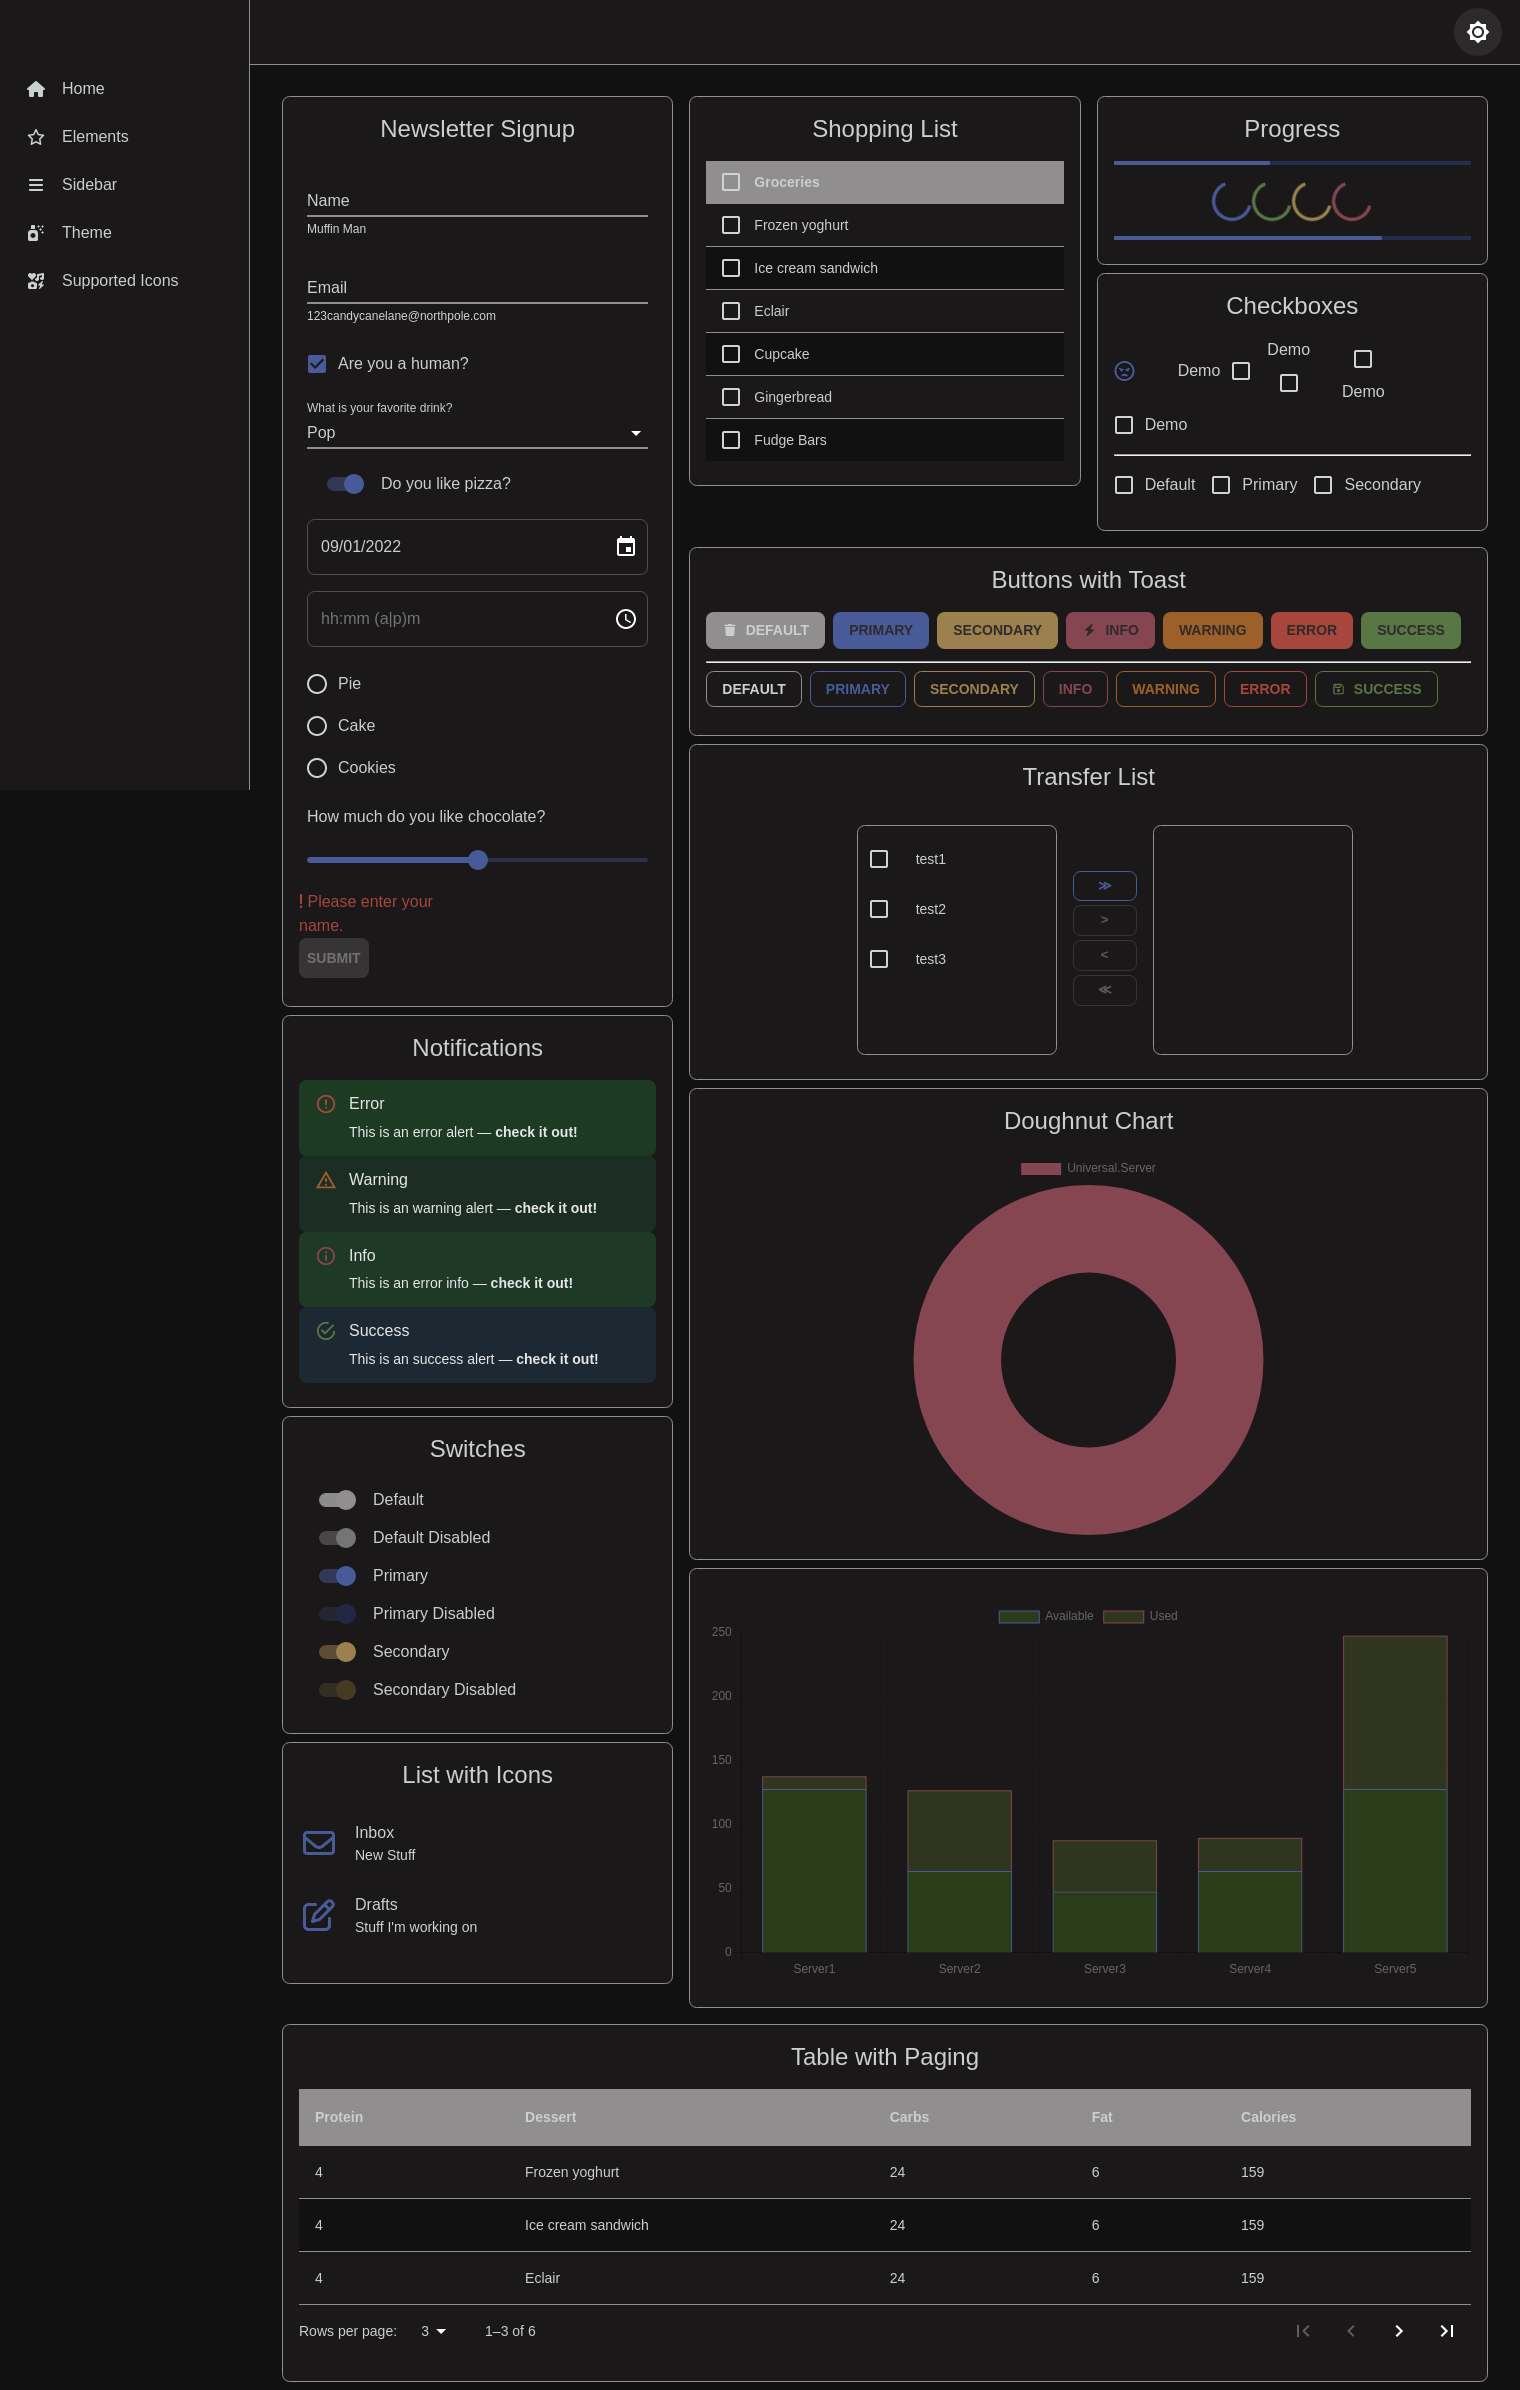 Home
Elements
Sidebar
Theme
Supported Icons
Newsletter Signup
Name
Muffin Man
Email
123candycanelane@northpole.com
Are you a human?
What is your favorite drink?
Pop
Do you like pizza?
09/01/2022
hh:mm (a|p)m
Pie
Cake
Cookies
How much do you like chocolate?
! Please enter your
name.
SUBMIT
Notifications
Error
This is an error alert — check it out!
Warning
This is an warning alert — check it out!
Info
This is an error info — check it out!
Success
This is an success alert — check it out!
Switches
Default
Default Disabled
Primary
Primary Disabled
Secondary
Secondary Disabled
List with Icons
Inbox
New Stuff
Drafts
Stuff I'm working on
Shopping List
Groceries
Frozen yoghurt
Ice cream sandwich
Eclair
Cupcake
Gingerbread
Fudge Bars
Progress
Checkboxes
Demo
Demo
Demo
Demo
Default Primary Secondary
Buttons with Toast
DEFAULT PRIMARY SECONDARY INFO WARNING ERROR SUCCESS
DEFAULT PRIMARY SECONDARY INFO WARNING ERROR SUCCESS
Transfer List
test1
test2
test3
≫
>
<
≪
Doughnut Chart
Universal.Server
Available Used
250
200
150
100
50
0
Server1 Server2 Server3 Server4 Server5
Table with Paging
Protein Dessert Carbs Fat Calories
4 Frozen yoghurt 24 6 159
4 Ice cream sandwich 24 6 159
4 Eclair 24 6 159
Rows per page: 3 1–3 of 6